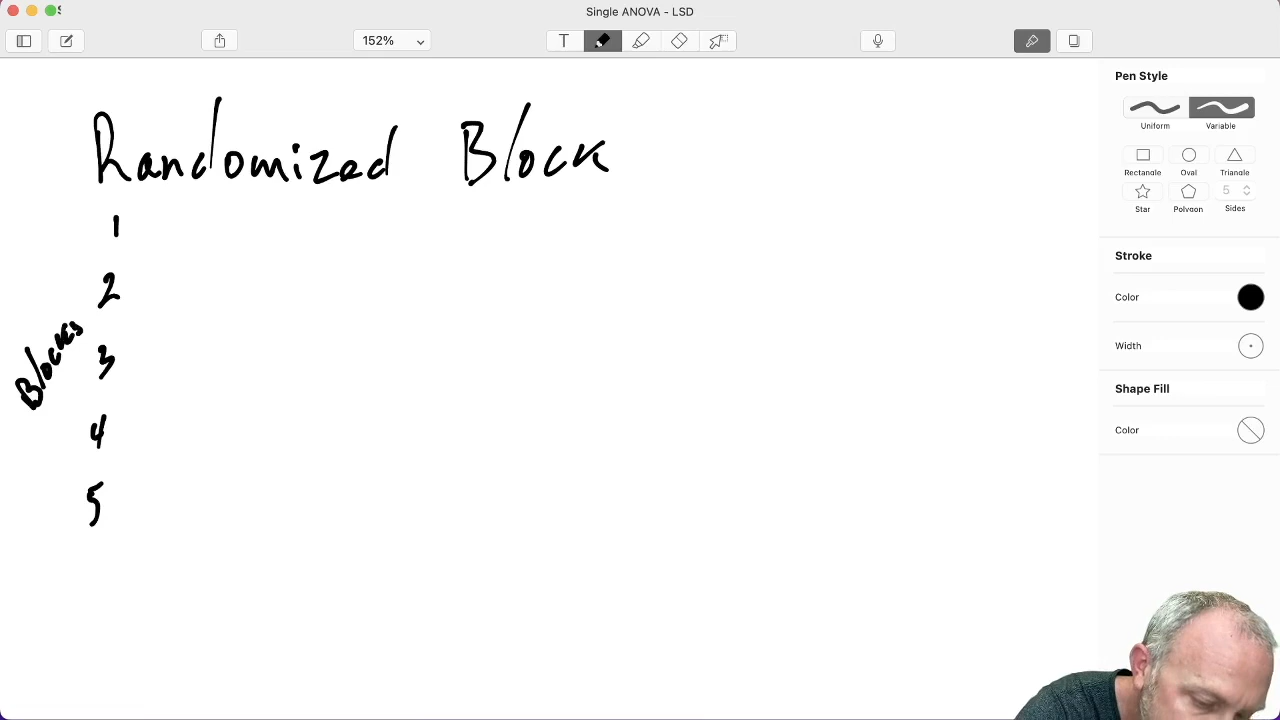 Single ANOVA - LSD
152%
T
Pen Style
Uniform Variable
Rectangle Oval Triangle
5
Star Polygon Sides
Stroke
Color
Width
Shape Fill
Color
Randomized Block
1
2
Blocks
3
4
5